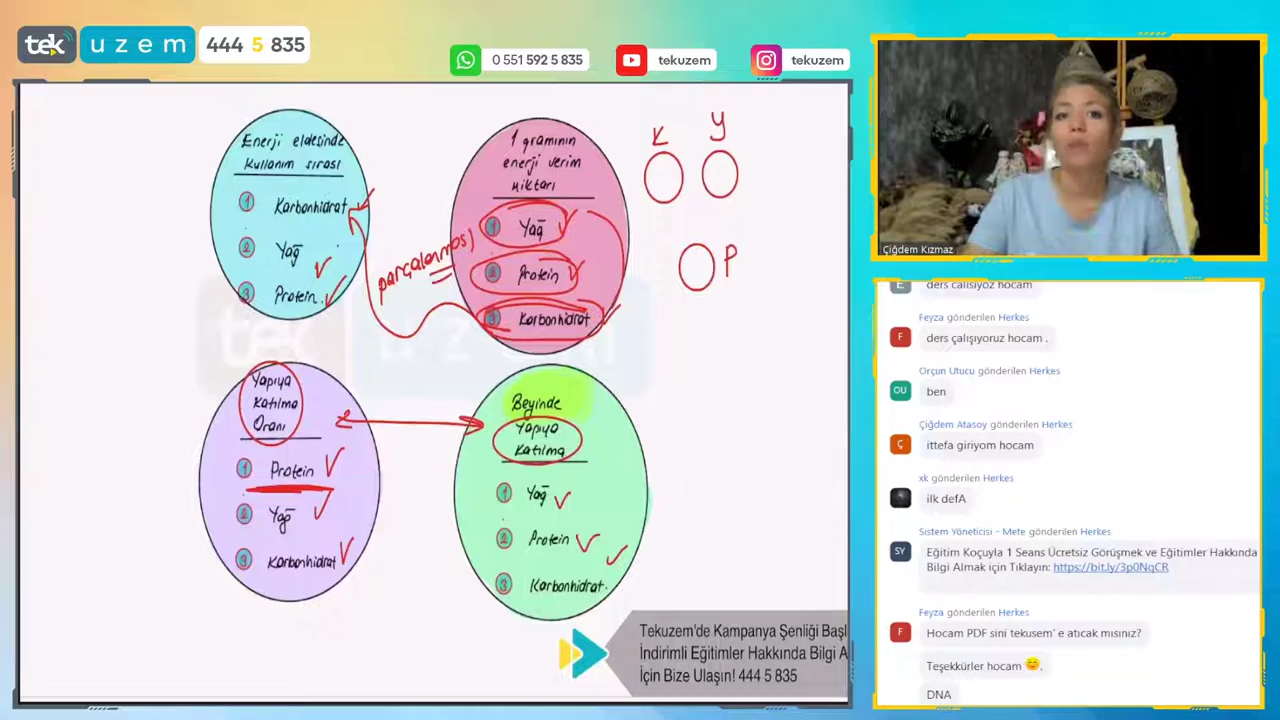 tek
uzem
444 5 835
0 551 592 5 835
tekuzem
tekuzem
Enerji eldesinde
kullanım sırası
1 Karbonhidrat
2 Yağ
3 Protein
1 gramının
enerji verim
miktarı
1 Yağ
2 Protein
3 Karbonhidrat
parçalanması
K
Y
P
Yapıya
Katılma
Oranı
1 Protein
2 Yağ
3 Karbonhidrat
Beyinde
Yapıya
Katılma
1 Yağ
2 Protein
3 Karbonhidrat.
Tekuzem'de Kampanya Şenliği Başl
İndirimli Eğitimler Hakkında Bilgi A
İçin Bize Ulaşın! 444 5 835
Çiğdem Kızmaz
E
ders calisiyoz hocam
Feyza gönderilen Herkes
F
ders çalışıyoruz hocam .
Orçun Utucu gönderilen Herkes
OU
ben
Çiğdem Atasoy gönderilen Herkes
Ç
ittefa giriyom hocam
xk gönderilen Herkes
ilk defA
Sistem Yöneticisi - Mete gönderilen Herkes
SY
Eğitim Koçuyla 1 Seans Ücretsiz Görüşmek ve Eğitimler Hakkında
Bilgi Almak için Tıklayın: https://bit.ly/3p0NqCR
Feyza gönderilen Herkes
F
Hocam PDF sini tekusem' e atıcak mısınız?
Teşekkürler hocam 😊.
DNA